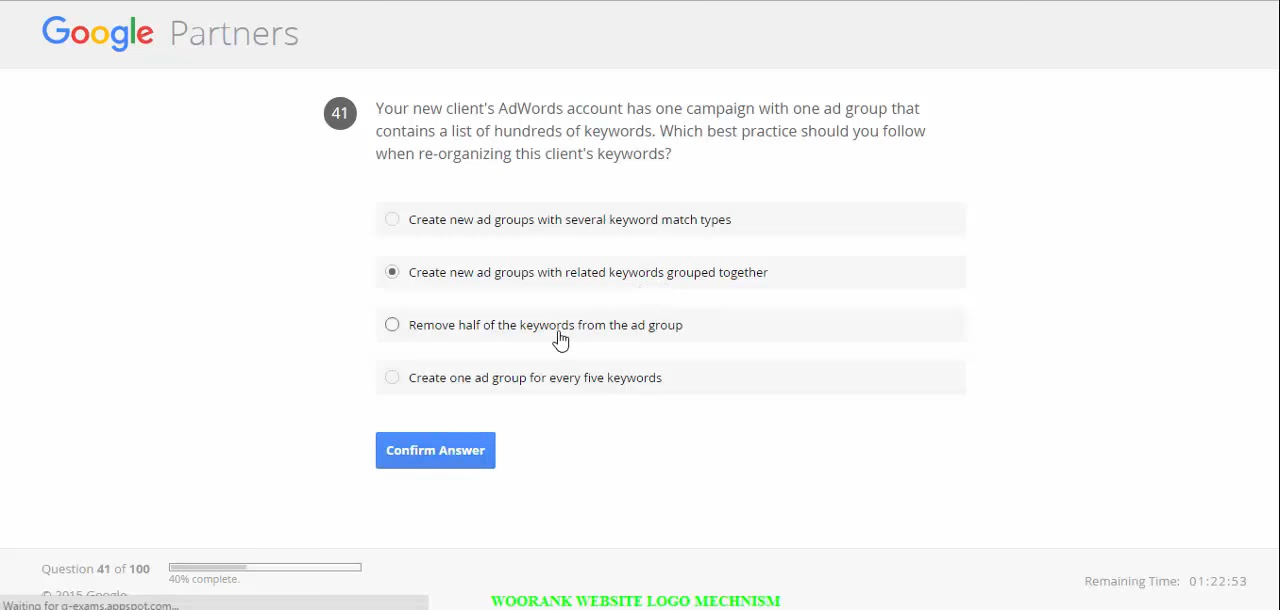 Google Partners
41
Your new client's AdWords account has one campaign with one ad group that
contains a list of hundreds of keywords. Which best practice should you follow
when re-organizing this client's keywords?
Create new ad groups with several keyword match types
Create new ad groups with related keywords grouped together
Remove half of the keywords from the ad group
Create one ad group for every five keywords
Confirm Answer
Question 41 of 100
40% complete.
Remaining Time: 01:22:53
© 2015 Google
Waiting for g-exams.appspot.com...
WOORANK WEBSITE LOGO MECHNISM